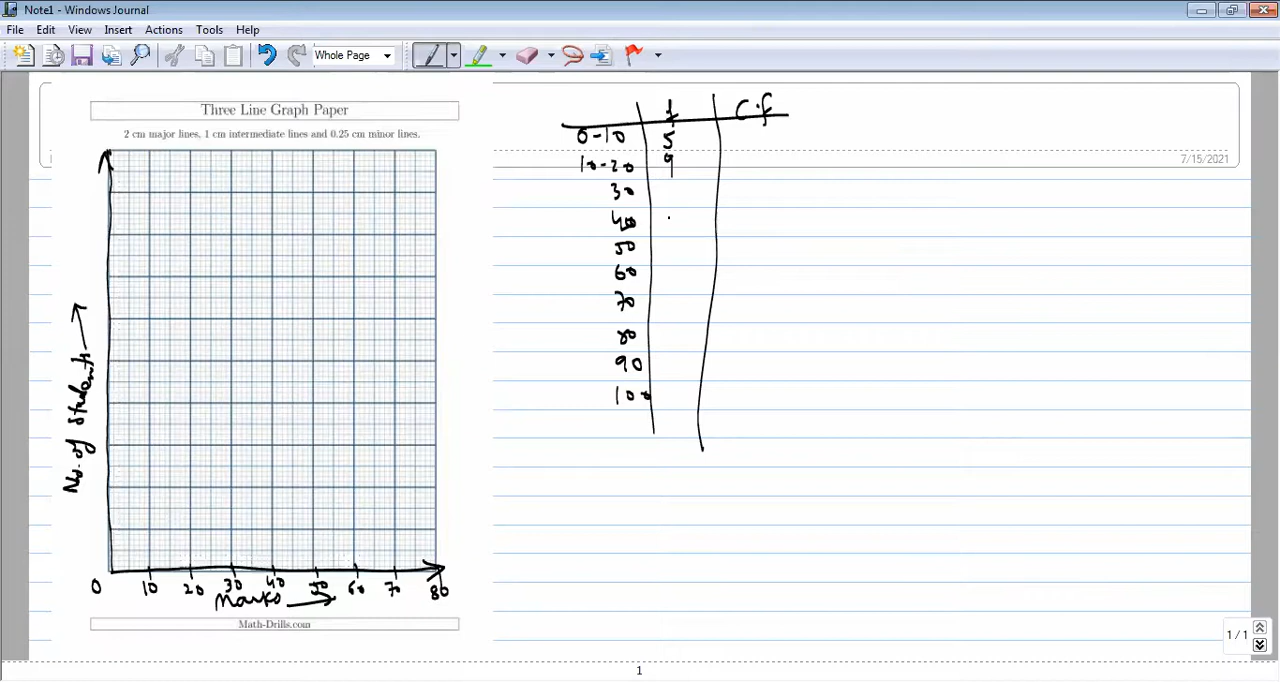 Note1 - Windows Journal
File Edit View Insert Actions Tools Help
Whole Page
Three Line Graph Paper
2 cm major lines, 1 cm intermediate lines and 0.25 cm minor lines.
7/15/2021
f C.f
0-10 5
10-20 9
30
40
50
60
70
80
90
100
No. of Students
0 10 20 30 40 50 60 70 80
Marks
Math-Drills.com
1 / 1
1